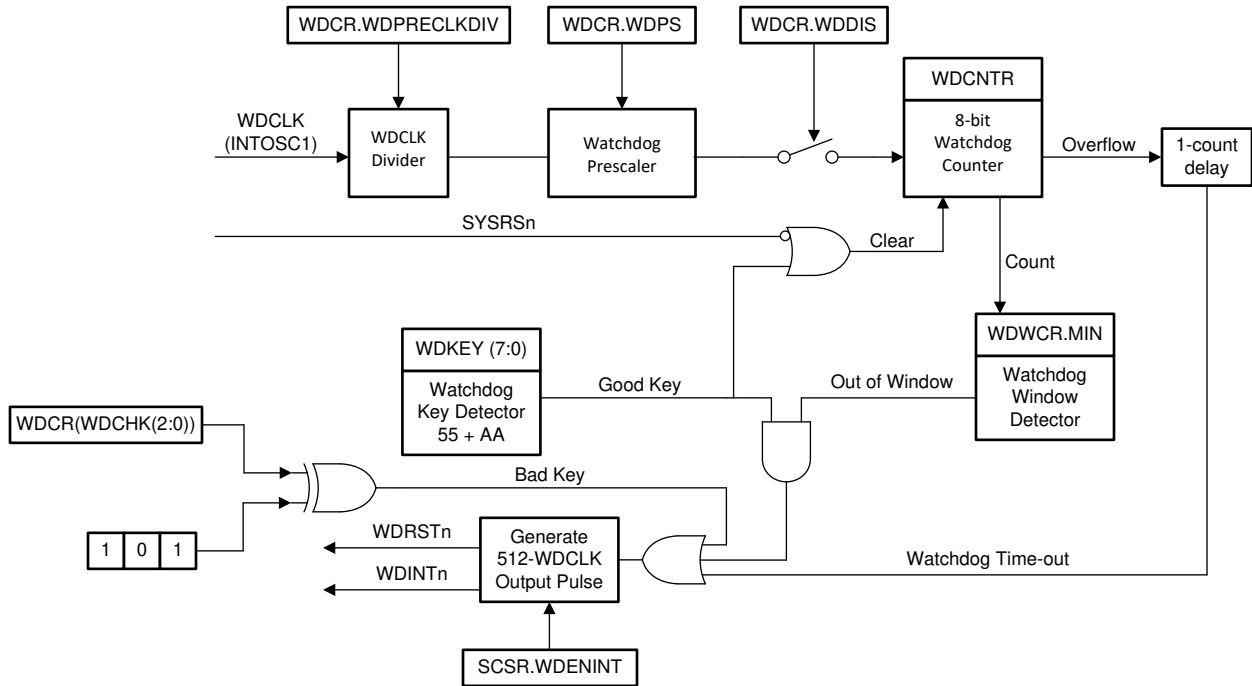 WDCR.WDPRECLKDIV
WDCR.WDPS
WDCR.WDDIS
WDCNTR
WDCLK
(INTOSC1)
WDCLK
Divider
Watchdog
Prescaler
8-bit
Watchdog
Counter
Overflow
1-count
delay
SYSRSn
Clear
Count
WDKEY (7:0)
Watchdog
Key Detector
55 + AA
Good Key
Out of Window
WDWCR.MIN
Watchdog
Window
Detector
WDCR(WDCHK(2:0))
Bad Key
1 0 1
WDRSTn
WDINTn
Generate
512-WDCLK
Output Pulse
Watchdog Time-out
SCSR.WDENINT